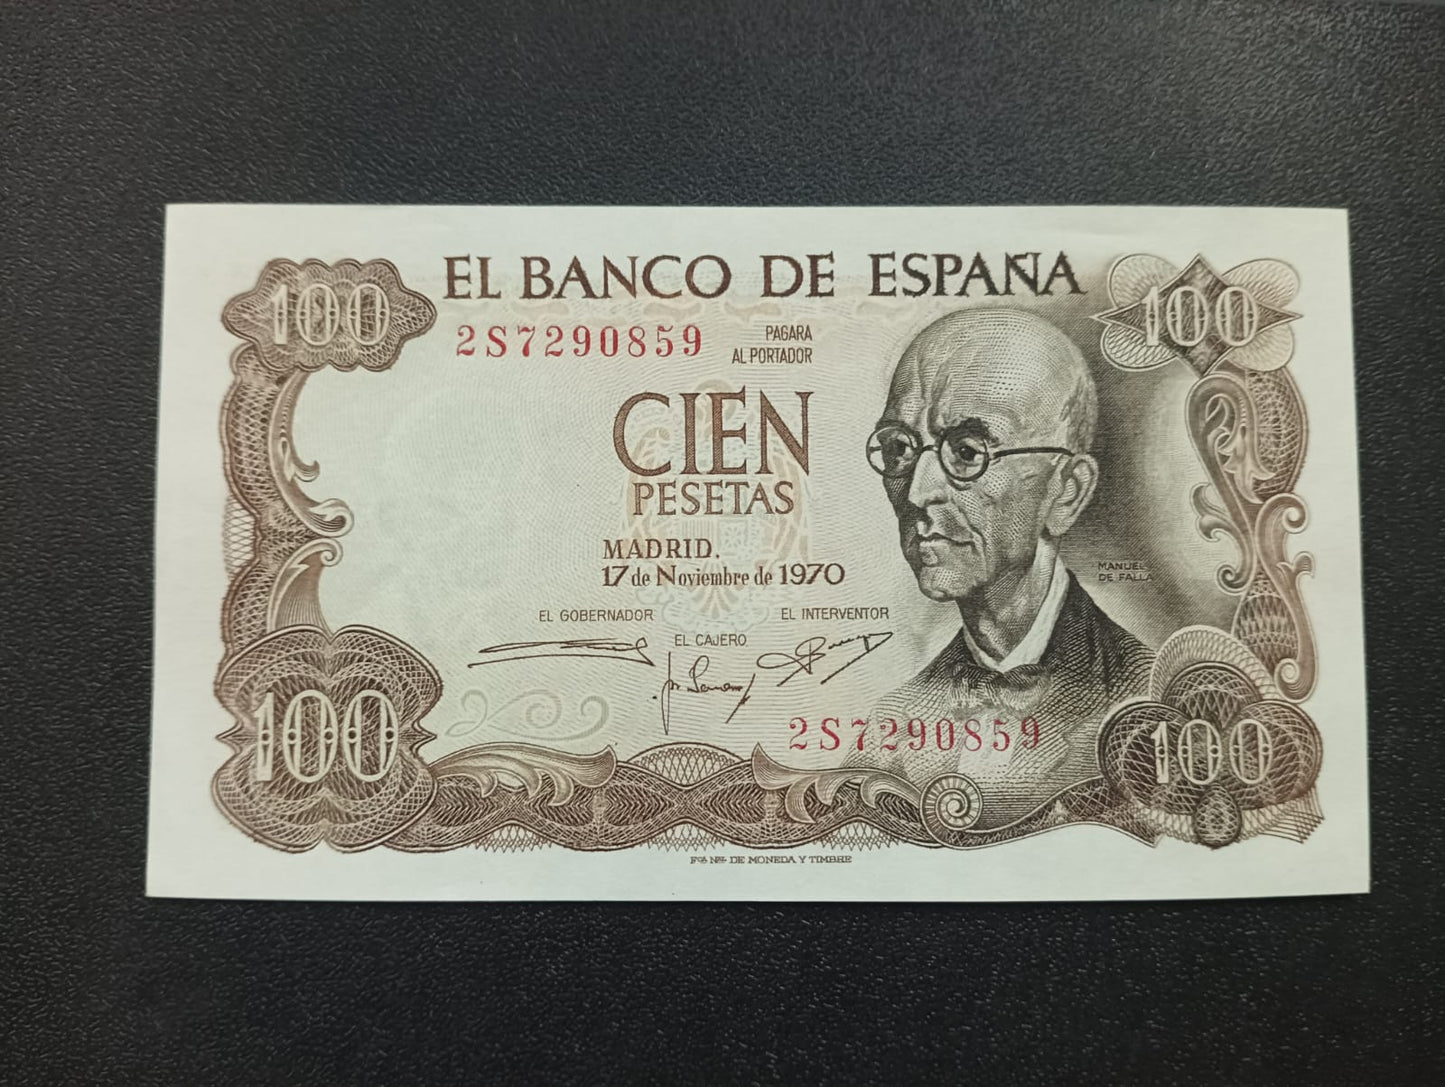 EL BANCO DE ESPAÑA
100
100
2S7290859
PAGARA
AL PORTADOR
CIEN
PESETAS
MADRID.
17 de Noviembre de 1970
MANUEL
DE FALLA
EL GOBERNADOR
EL INTERVENTOR
EL CAJERO
100
2S7290859
100
Fca Nal DE MONEDA Y TIMBRE